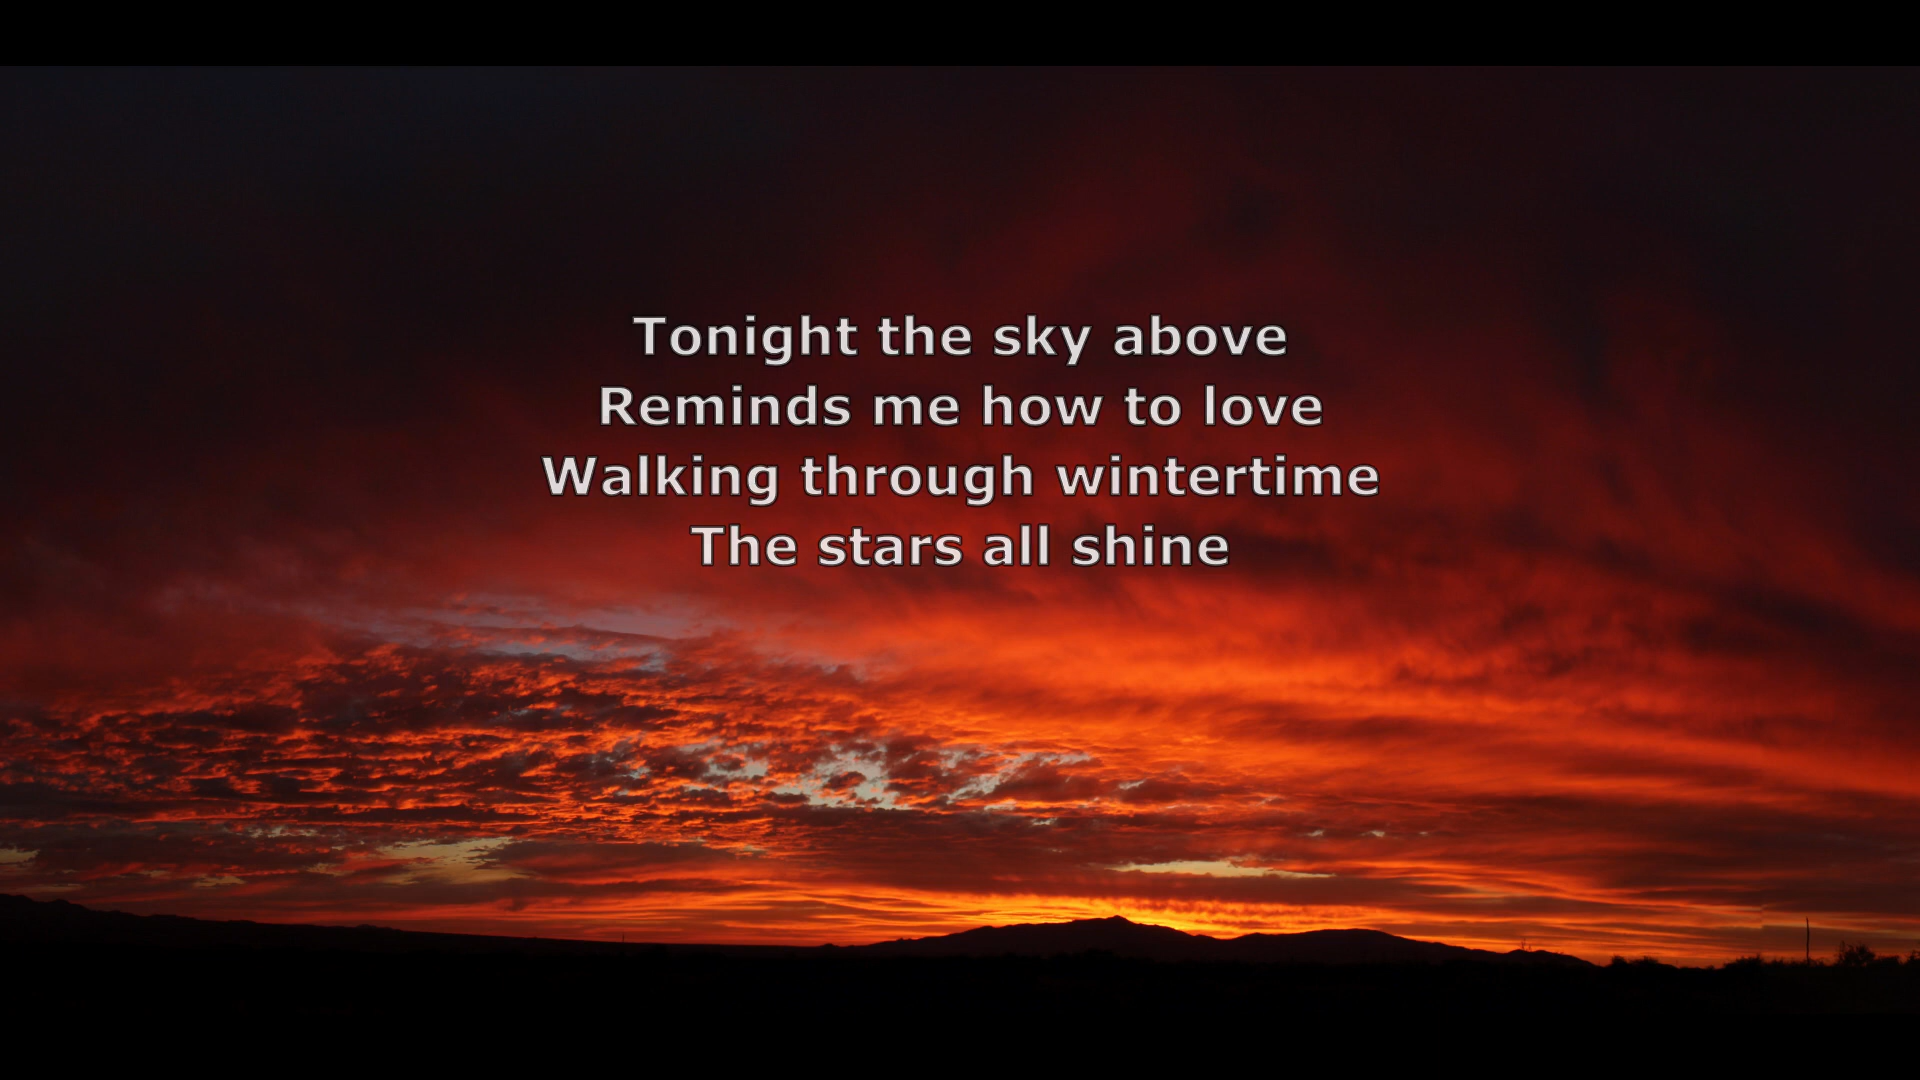 Tonight the sky above
Reminds me how to love
Walking through wintertime
The stars all shine